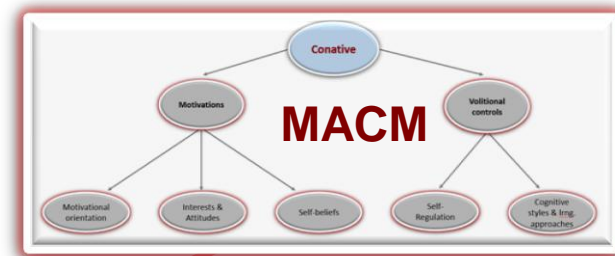 Conative
Motivations
MACM
Volitional
controls
Motivational
orientation
Interests &
Attitudes
Self-beliefs
Self-
Regulation
Cognitive
styles & lrng.
approaches